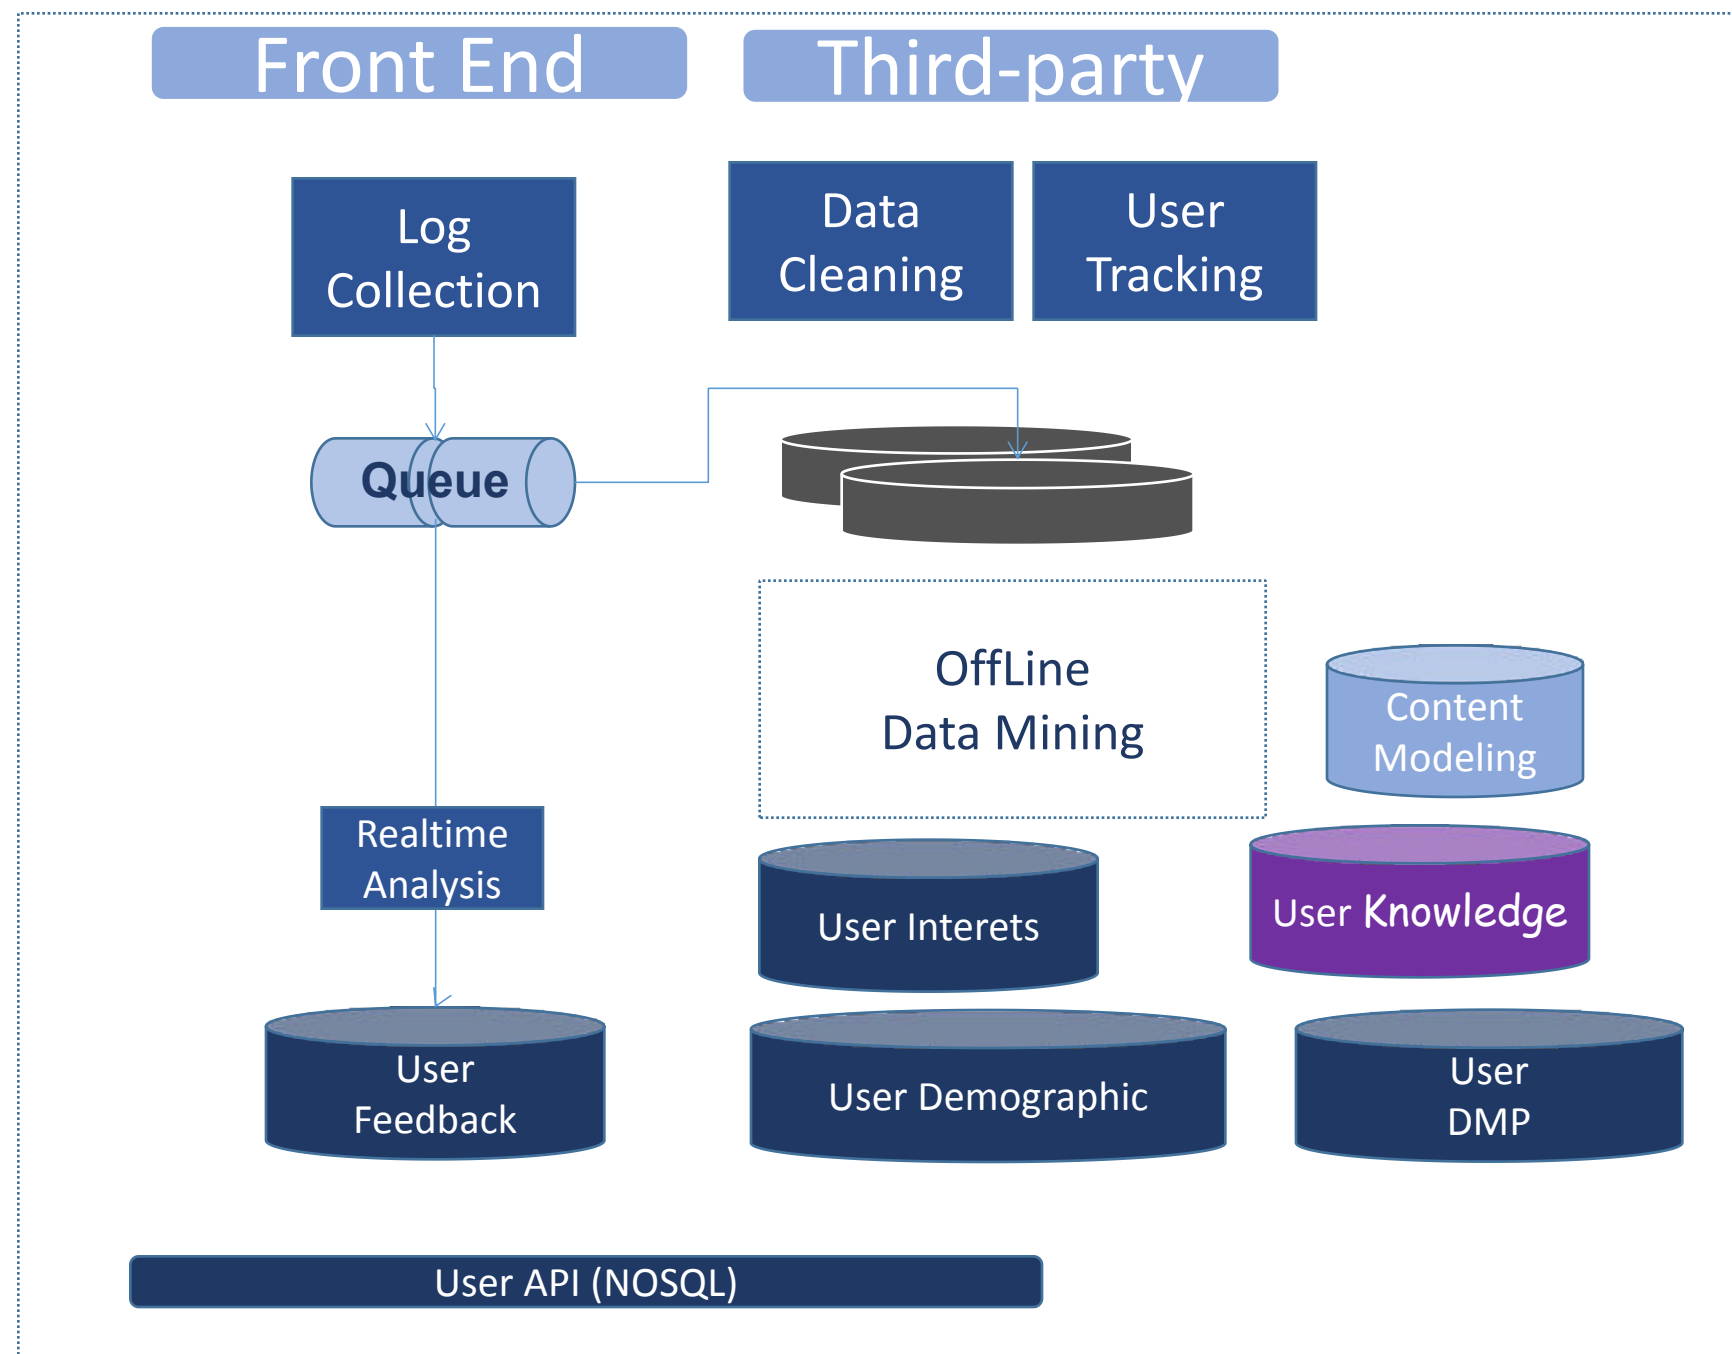 Front End
Third-party
Log
Collection
Data
Cleaning
User
Tracking
Queue
OffLine
Data Mining
Content
Modeling
Realtime
Analysis
User Interets
User Knowledge
User
Feedback
User Demographic
User
DMP
User API (NOSQL)